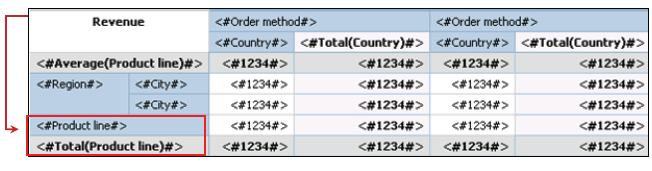 Revenue <#Order method#> <#Order method#>
<#Country#> <#Total(Country)#> <#Country#> <#Total(Country)#>
<#Average(Product line)#> <#1234#> <#1234#> <#1234#> <#1234#>
<#Region#> <#City#> <#1234#> <#1234#> <#1234#> <#1234#>
<#City#> <#1234#> <#1234#> <#1234#> <#1234#>
<#Product line#> <#1234#> <#1234#> <#1234#> <#1234#>
<#Total(Product line)#> <#1234#> <#1234#> <#1234#> <#1234#>